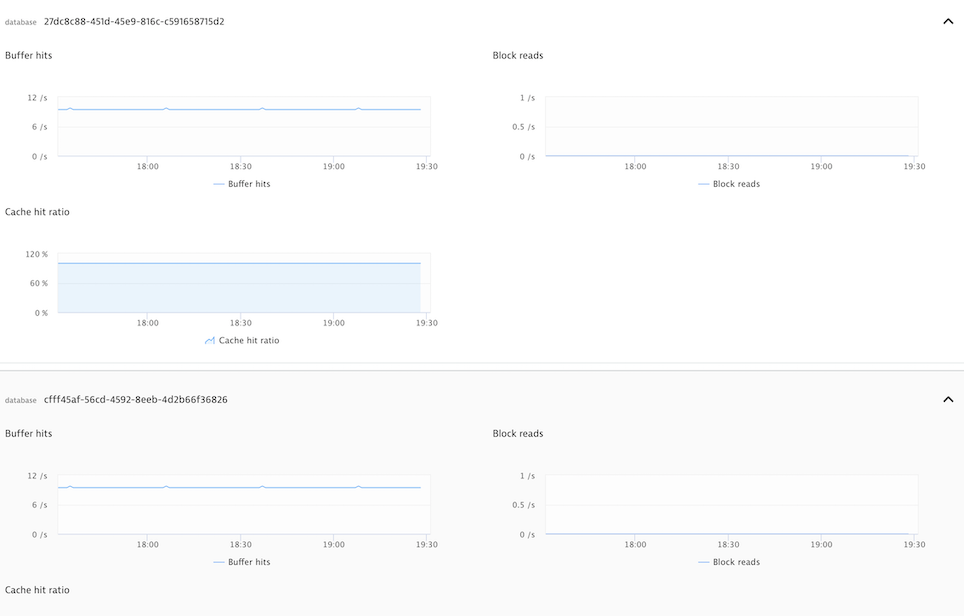 database 27dc8c88-451d-45e9-816c-c591658715d2
Buffer hits
Block reads
12 /s
6 /s
0 /s
18:00 18:30 19:00 19:30
Buffer hits
1 /s
0.5 /s
0 /s
18:00 18:30 19:00 19:30
Block reads
Cache hit ratio
120 %
60 %
0 %
18:00 18:30 19:00 19:30
Cache hit ratio
database cfff45af-56cd-4592-8eeb-4d2b66f36826
Buffer hits
Block reads
12 /s
6 /s
0 /s
18:00 18:30 19:00 19:30
Buffer hits
1 /s
0.5 /s
0 /s
18:00 18:30 19:00 19:30
Block reads
Cache hit ratio